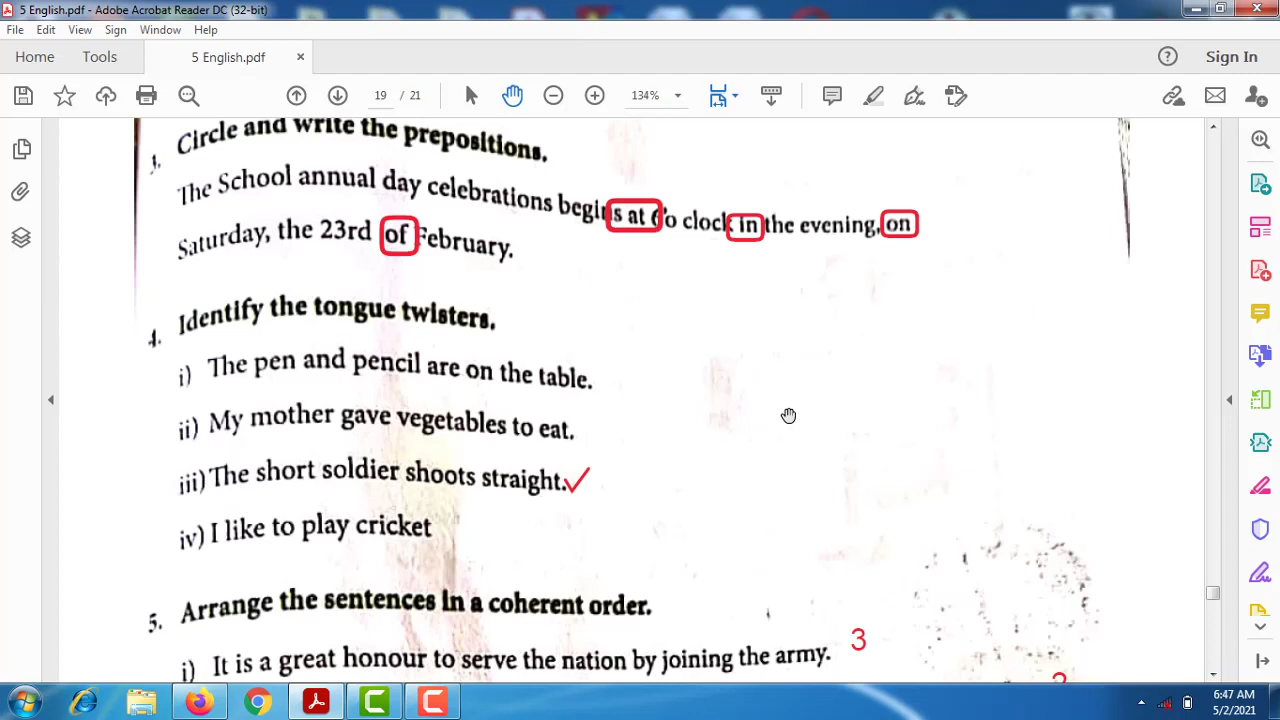 5 English.pdf - Adobe Acrobat Reader DC (32-bit)
File Edit View Sign Window Help
Home Tools 5 English.pdf × Sign In
19 / 21 134%
3. Circle and write the prepositions.
The School annual day celebrations begins at 6'o clock in the evening, on
Saturday, the 23rd of February.
4. Identify the tongue twisters.
i) The pen and pencil are on the table.
ii) My mother gave vegetables to eat.
iii) The short soldier shoots straight.
iv) I like to play cricket
5. Arrange the sentences in a coherent order.
i) It is a great honour to serve the nation by joining the army. 3
6:47 AM
5/2/2021